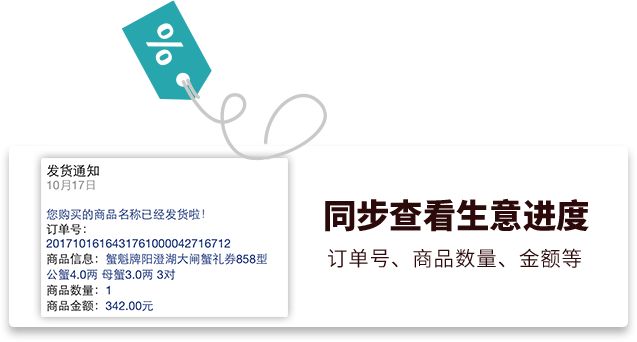 %
发货通知
10月17日
您购买的商品名称已经发货啦！
订单号：
2017101616431761000042716712
商品信息：蟹魁牌阳澄湖大闸蟹礼券858型
公蟹4.0两 母蟹3.0两 3对
商品数量：1
商品金额：342.00元
同步查看生意进度
订单号、商品数量、金额等